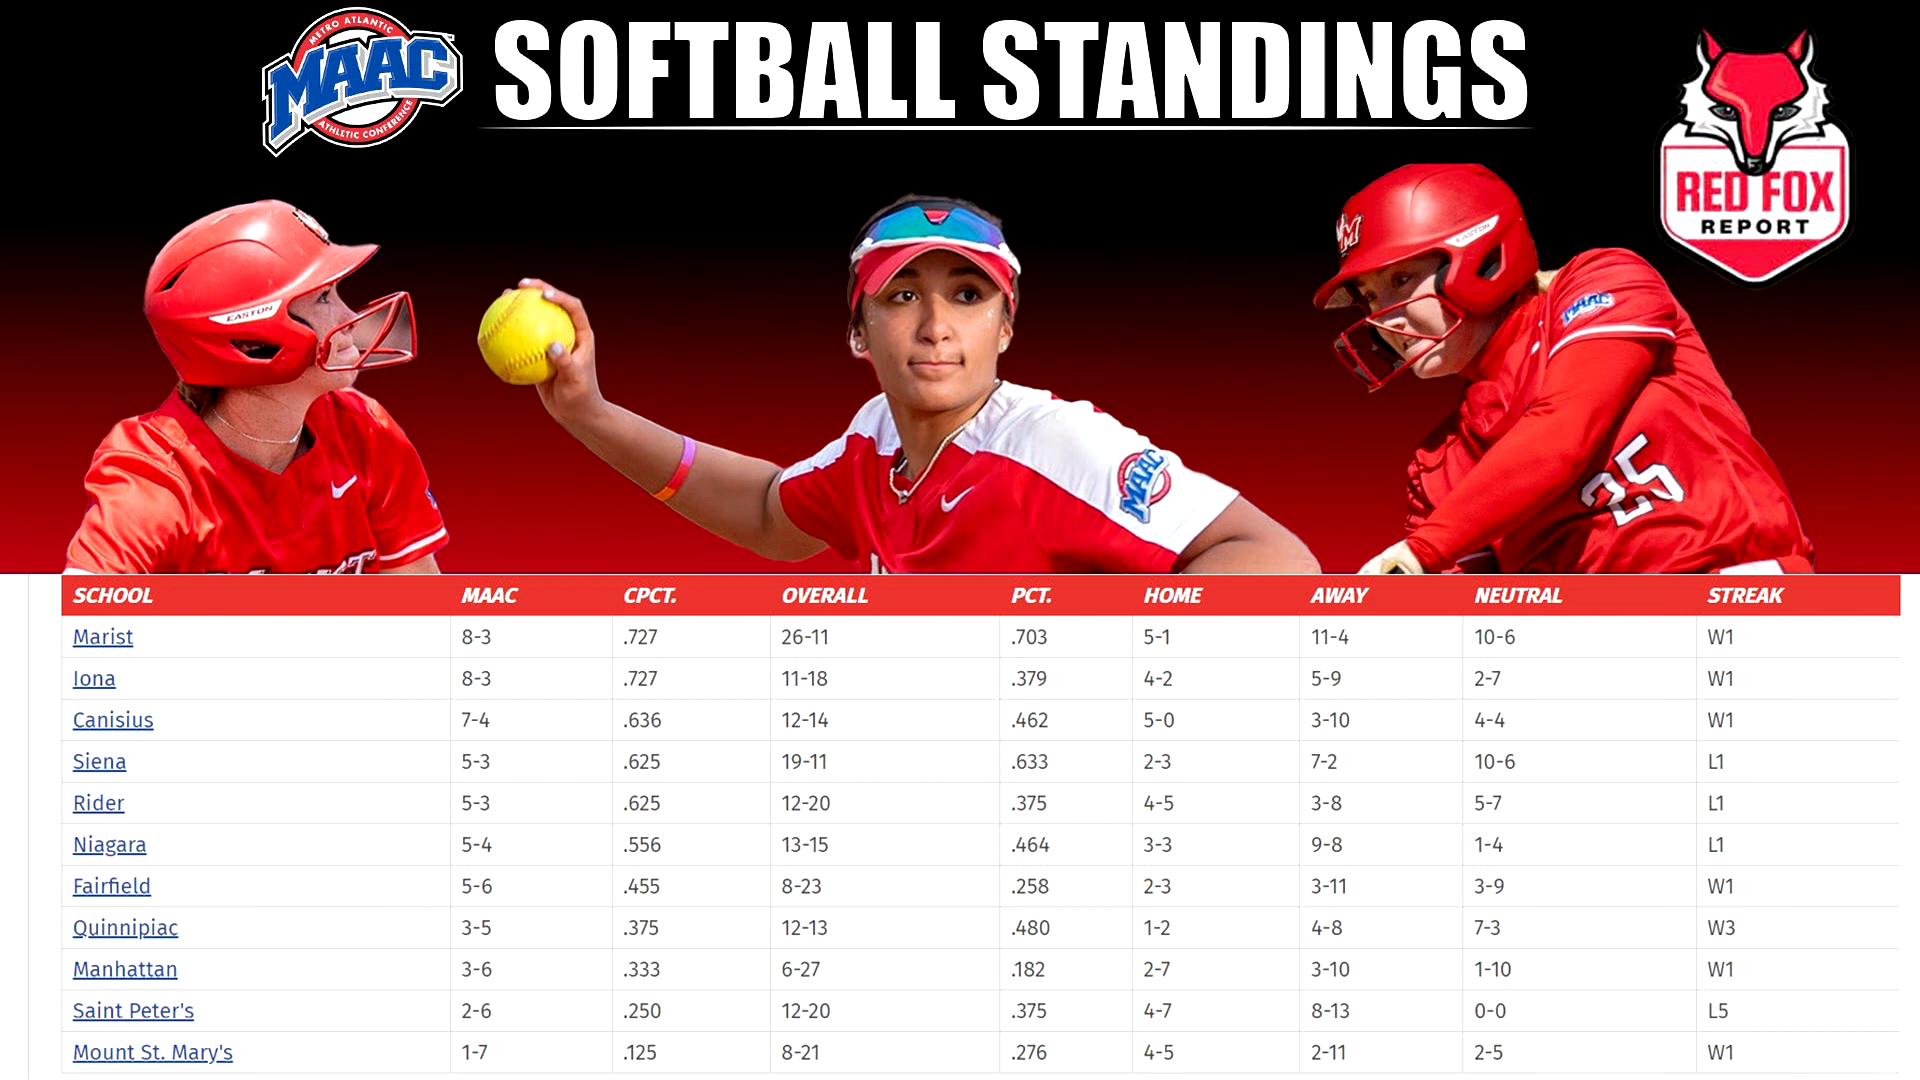 METRO ATLANTIC
MAAC
ATHLETIC CONFERENCE
SOFTBALL STANDINGS
RED FOX
REPORT
EASTON
EASTON
M
MAAC
MAAC
25
SCHOOL MAAC CPCT. OVERALL PCT. HOME AWAY NEUTRAL STREAK
Marist 8-3 .727 26-11 .703 5-1 11-4 10-6 W1
Iona 8-3 .727 11-18 .379 4-2 5-9 2-7 W1
Canisius 7-4 .636 12-14 .462 5-0 3-10 4-4 W1
Siena 5-3 .625 19-11 .633 2-3 7-2 10-6 L1
Rider 5-3 .625 12-20 .375 4-5 3-8 5-7 L1
Niagara 5-4 .556 13-15 .464 3-3 9-8 1-4 L1
Fairfield 5-6 .455 8-23 .258 2-3 3-11 3-9 W1
Quinnipiac 3-5 .375 12-13 .480 1-2 4-8 7-3 W3
Manhattan 3-6 .333 6-27 .182 2-7 3-10 1-10 W1
Saint Peter's 2-6 .250 12-20 .375 4-7 8-13 0-0 L5
Mount St. Mary's 1-7 .125 8-21 .276 4-5 2-11 2-5 W1